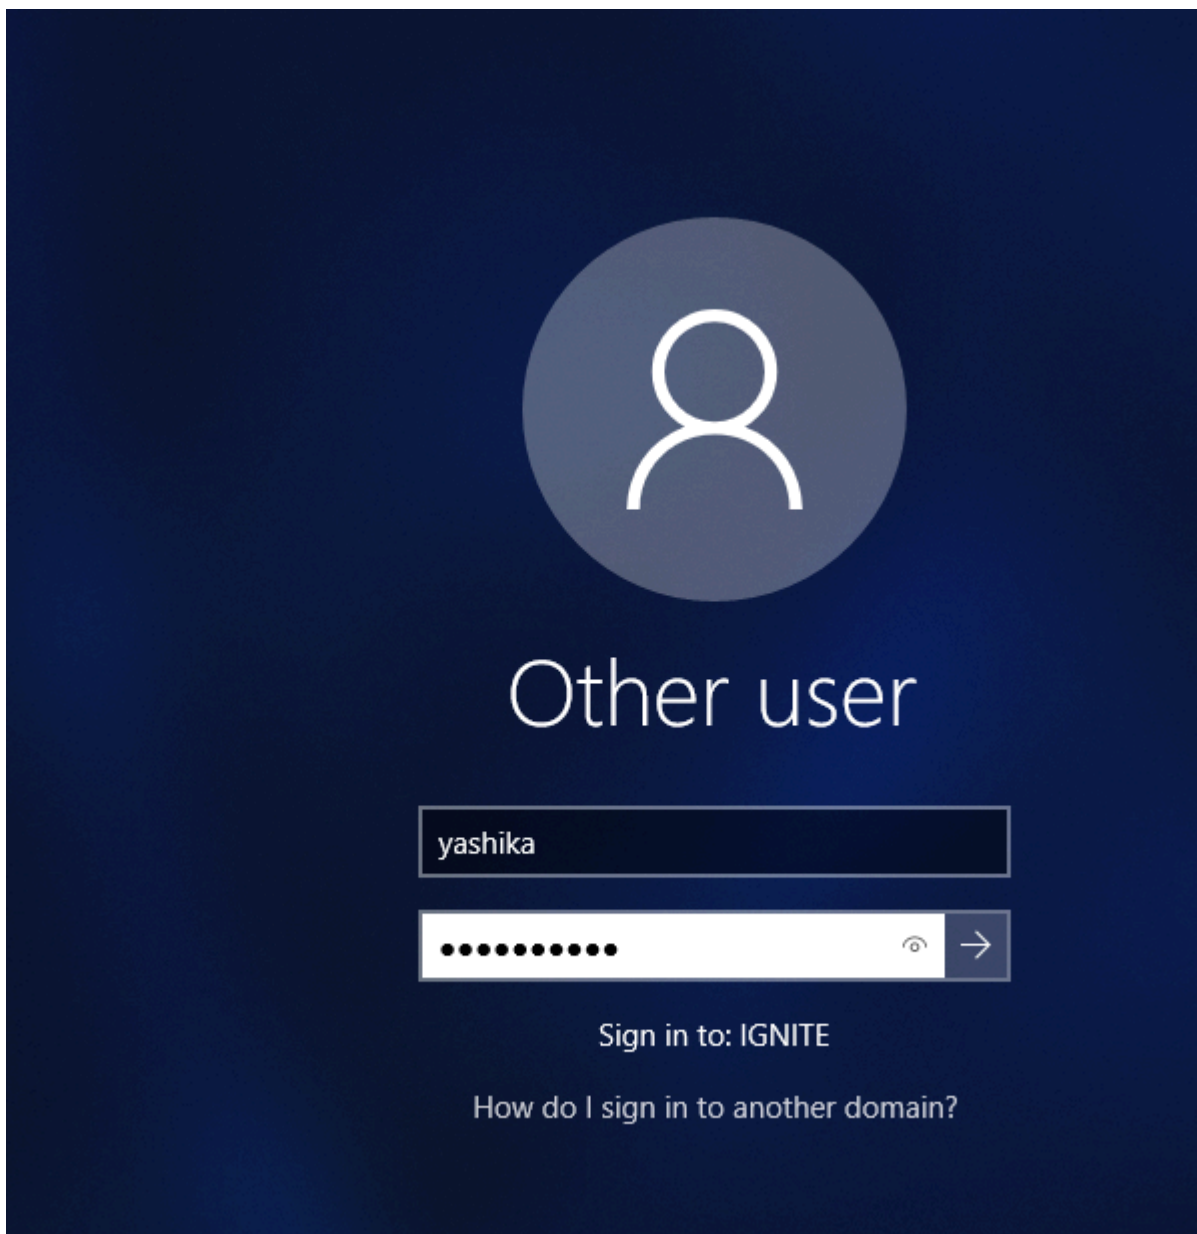 Other user
yashika
●●●●●●●●●●
Sign in to: IGNITE
How do I sign in to another domain?